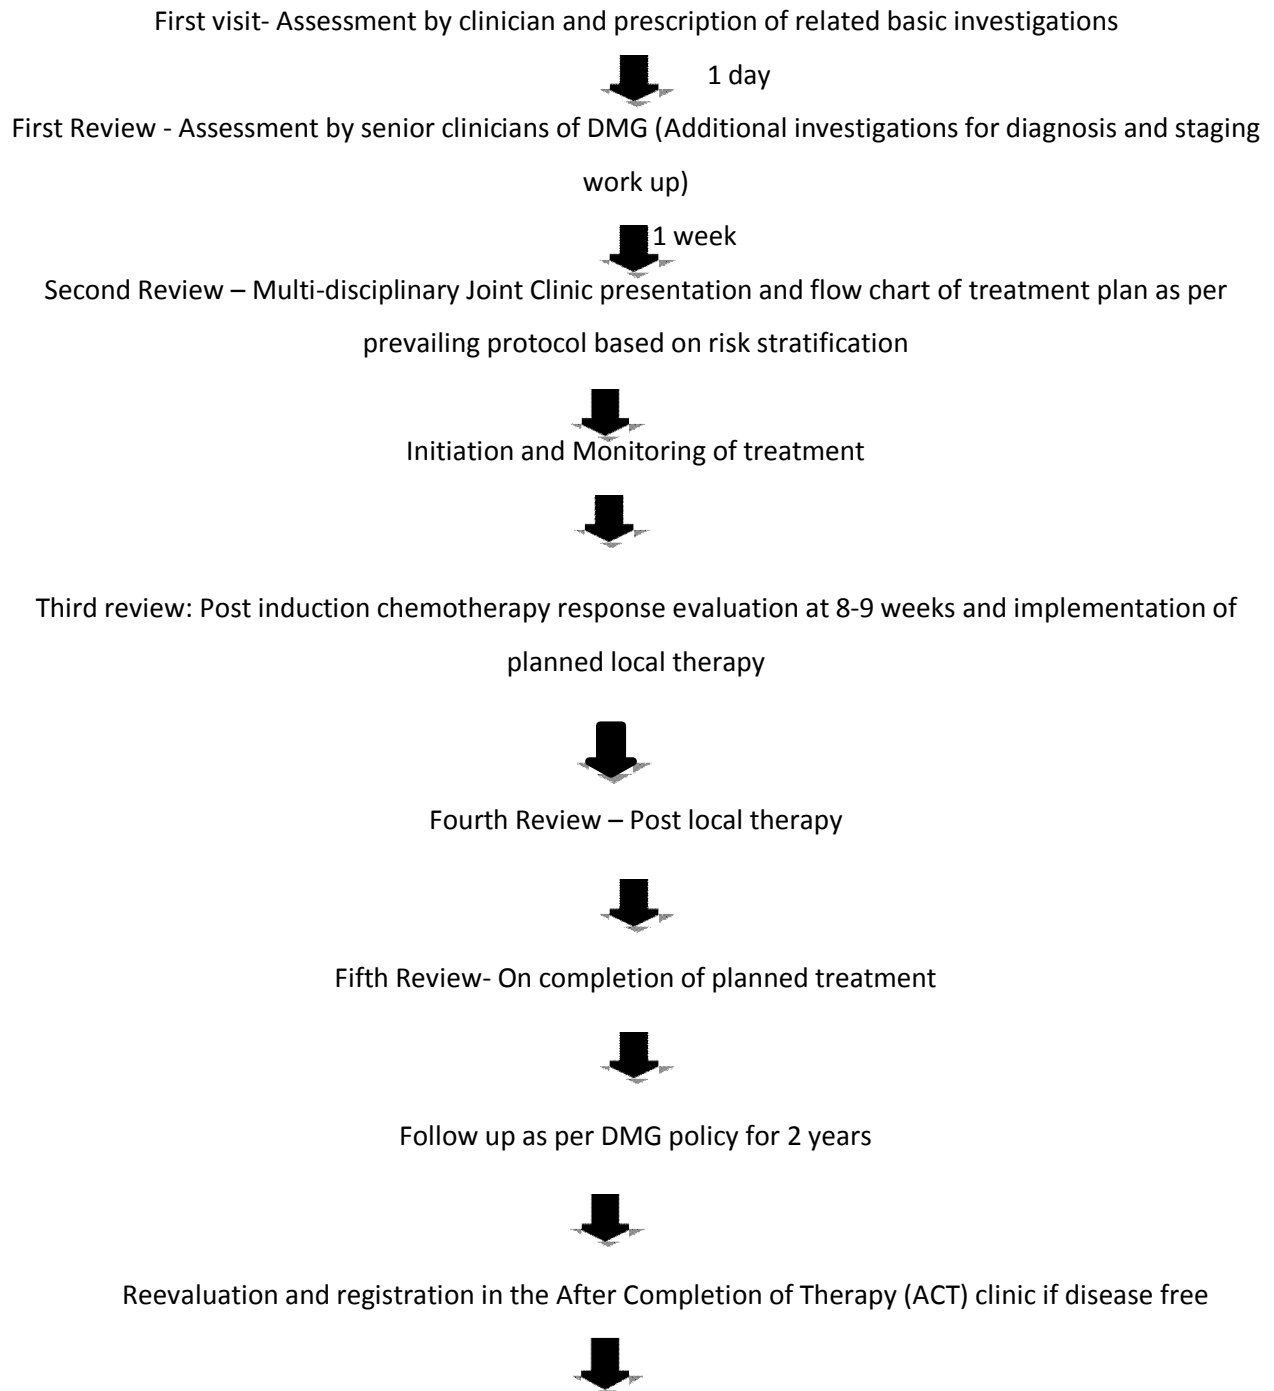 First visit- Assessment by clinician and prescription of related basic investigations
1 day
First Review - Assessment by senior clinicians of DMG (Additional investigations for diagnosis and staging
work up)
1 week
Second Review – Multi-disciplinary Joint Clinic presentation and flow chart of treatment plan as per
prevailing protocol based on risk stratification
Initiation and Monitoring of treatment
Third review: Post induction chemotherapy response evaluation at 8-9 weeks and implementation of
planned local therapy
Fourth Review – Post local therapy
Fifth Review- On completion of planned treatment
Follow up as per DMG policy for 2 years
Reevaluation and registration in the After Completion of Therapy (ACT) clinic if disease free